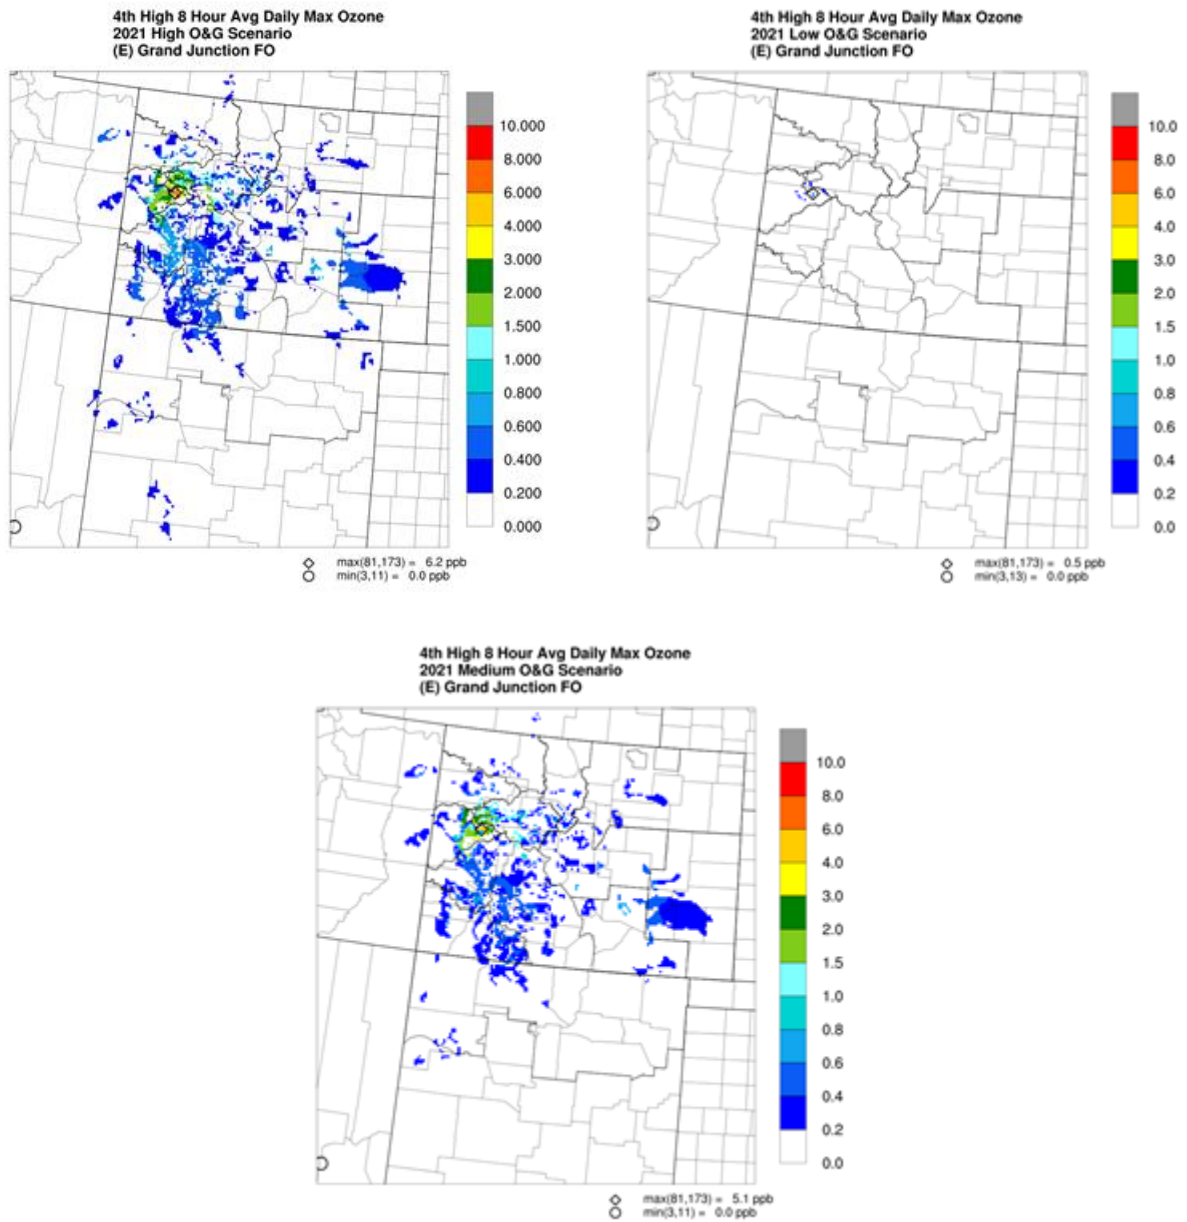 4th High 8 Hour Avg Daily Max Ozone
2021 High O&G Scenario
(E) Grand Junction FO
10.000
8.000
6.000
4.000
3.000
2.000
1.500
1.000
0.800
0.600
0.400
0.200
0.000
max(81,173) = 6.2 ppb
min(3,11) = 0.0 ppb
4th High 8 Hour Avg Daily Max Ozone
2021 Low O&G Scenario
(E) Grand Junction FO
10.0
8.0
6.0
4.0
3.0
2.0
1.5
1.0
0.8
0.6
0.4
0.2
0.0
max(81,173) = 0.5 ppb
min(3,13) = 0.0 ppb
4th High 8 Hour Avg Daily Max Ozone
2021 Medium O&G Scenario
(E) Grand Junction FO
10.0
8.0
6.0
4.0
3.0
2.0
1.5
1.0
0.8
0.6
0.4
0.2
0.0
max(81,173) = 5.1 ppb
min(3,11) = 0.0 ppb